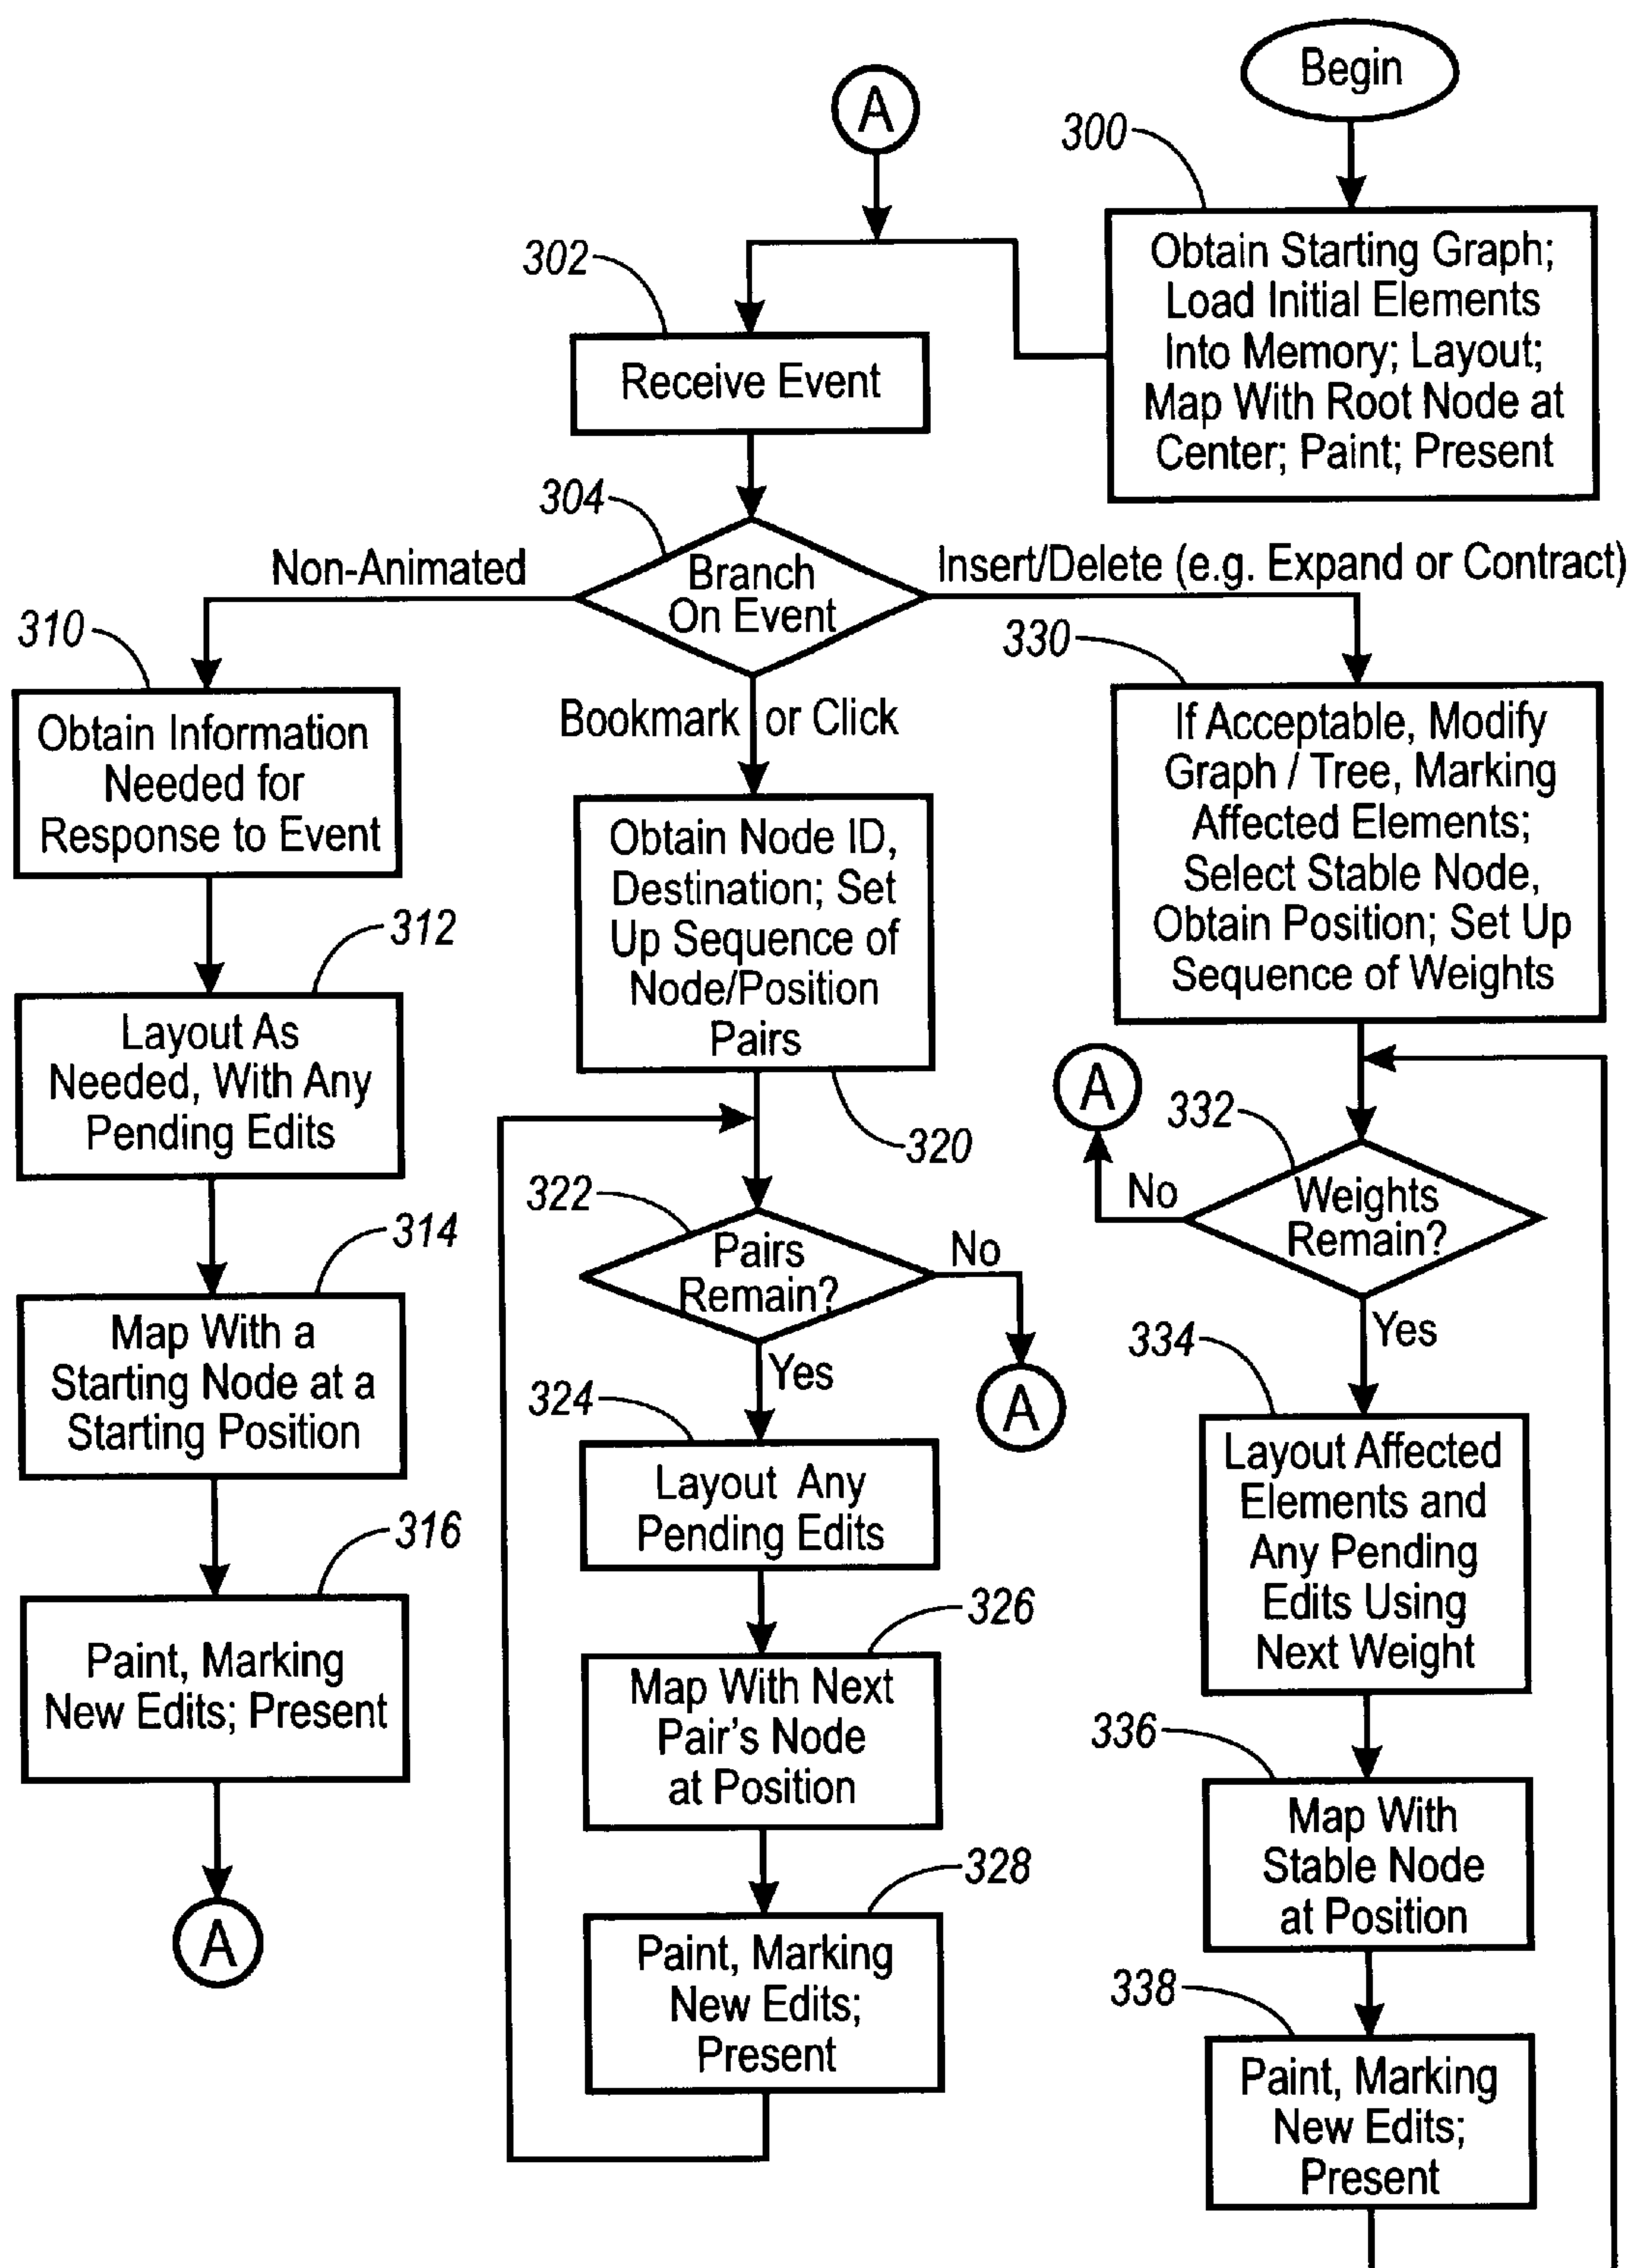 Begin
A
300
Obtain Starting Graph;
Load Initial Elements
Into Memory; Layout;
Map With Root Node at
Center; Paint; Present
302
Receive Event
304
Branch
On Event
Non-Animated
Insert/Delete (e.g. Expand or Contract)
Bookmark or Click
310
Obtain Information
Needed for
Response to Event
312
Layout As
Needed, With Any
Pending Edits
314
Map With a
Starting Node at a
Starting Position
316
Paint, Marking
New Edits; Present
A
Obtain Node ID,
Destination; Set
Up Sequence of
Node/Position
Pairs
320
322
Pairs
Remain?
No
A
Yes
324
Layout Any
Pending Edits
326
Map With Next
Pair's Node
at Position
328
Paint, Marking
New Edits;
Present
330
If Acceptable, Modify
Graph / Tree, Marking
Affected Elements;
Select Stable Node,
Obtain Position; Set Up
Sequence of Weights
A
332
No
Weights
Remain?
Yes
334
Layout Affected
Elements and
Any Pending
Edits Using
Next Weight
336
Map With
Stable Node
at Position
338
Paint, Marking
New Edits;
Present